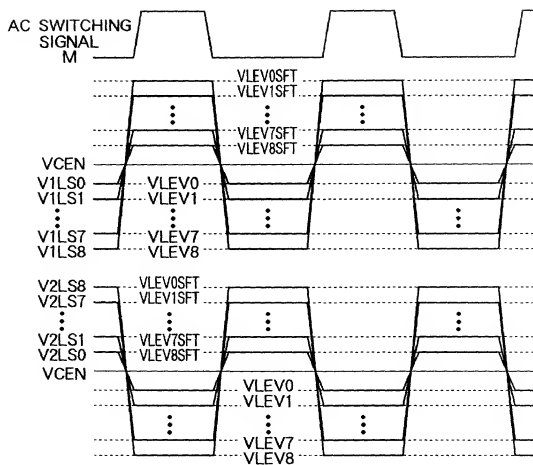 AC SWITCHING
SIGNAL
M
VLEV0SFT
VLEV1SFT
VLEV7SFT
VLEV8SFT
VCEN
V1LS0 VLEV0
V1LS1 VLEV1
V1LS7 VLEV7
V1LS8 VLEV8
V2LS8 VLEV0SFT
V2LS7 VLEV1SFT
V2LS1 VLEV7SFT
V2LS0 VLEV8SFT
VCEN
VLEV0
VLEV1
VLEV7
VLEV8